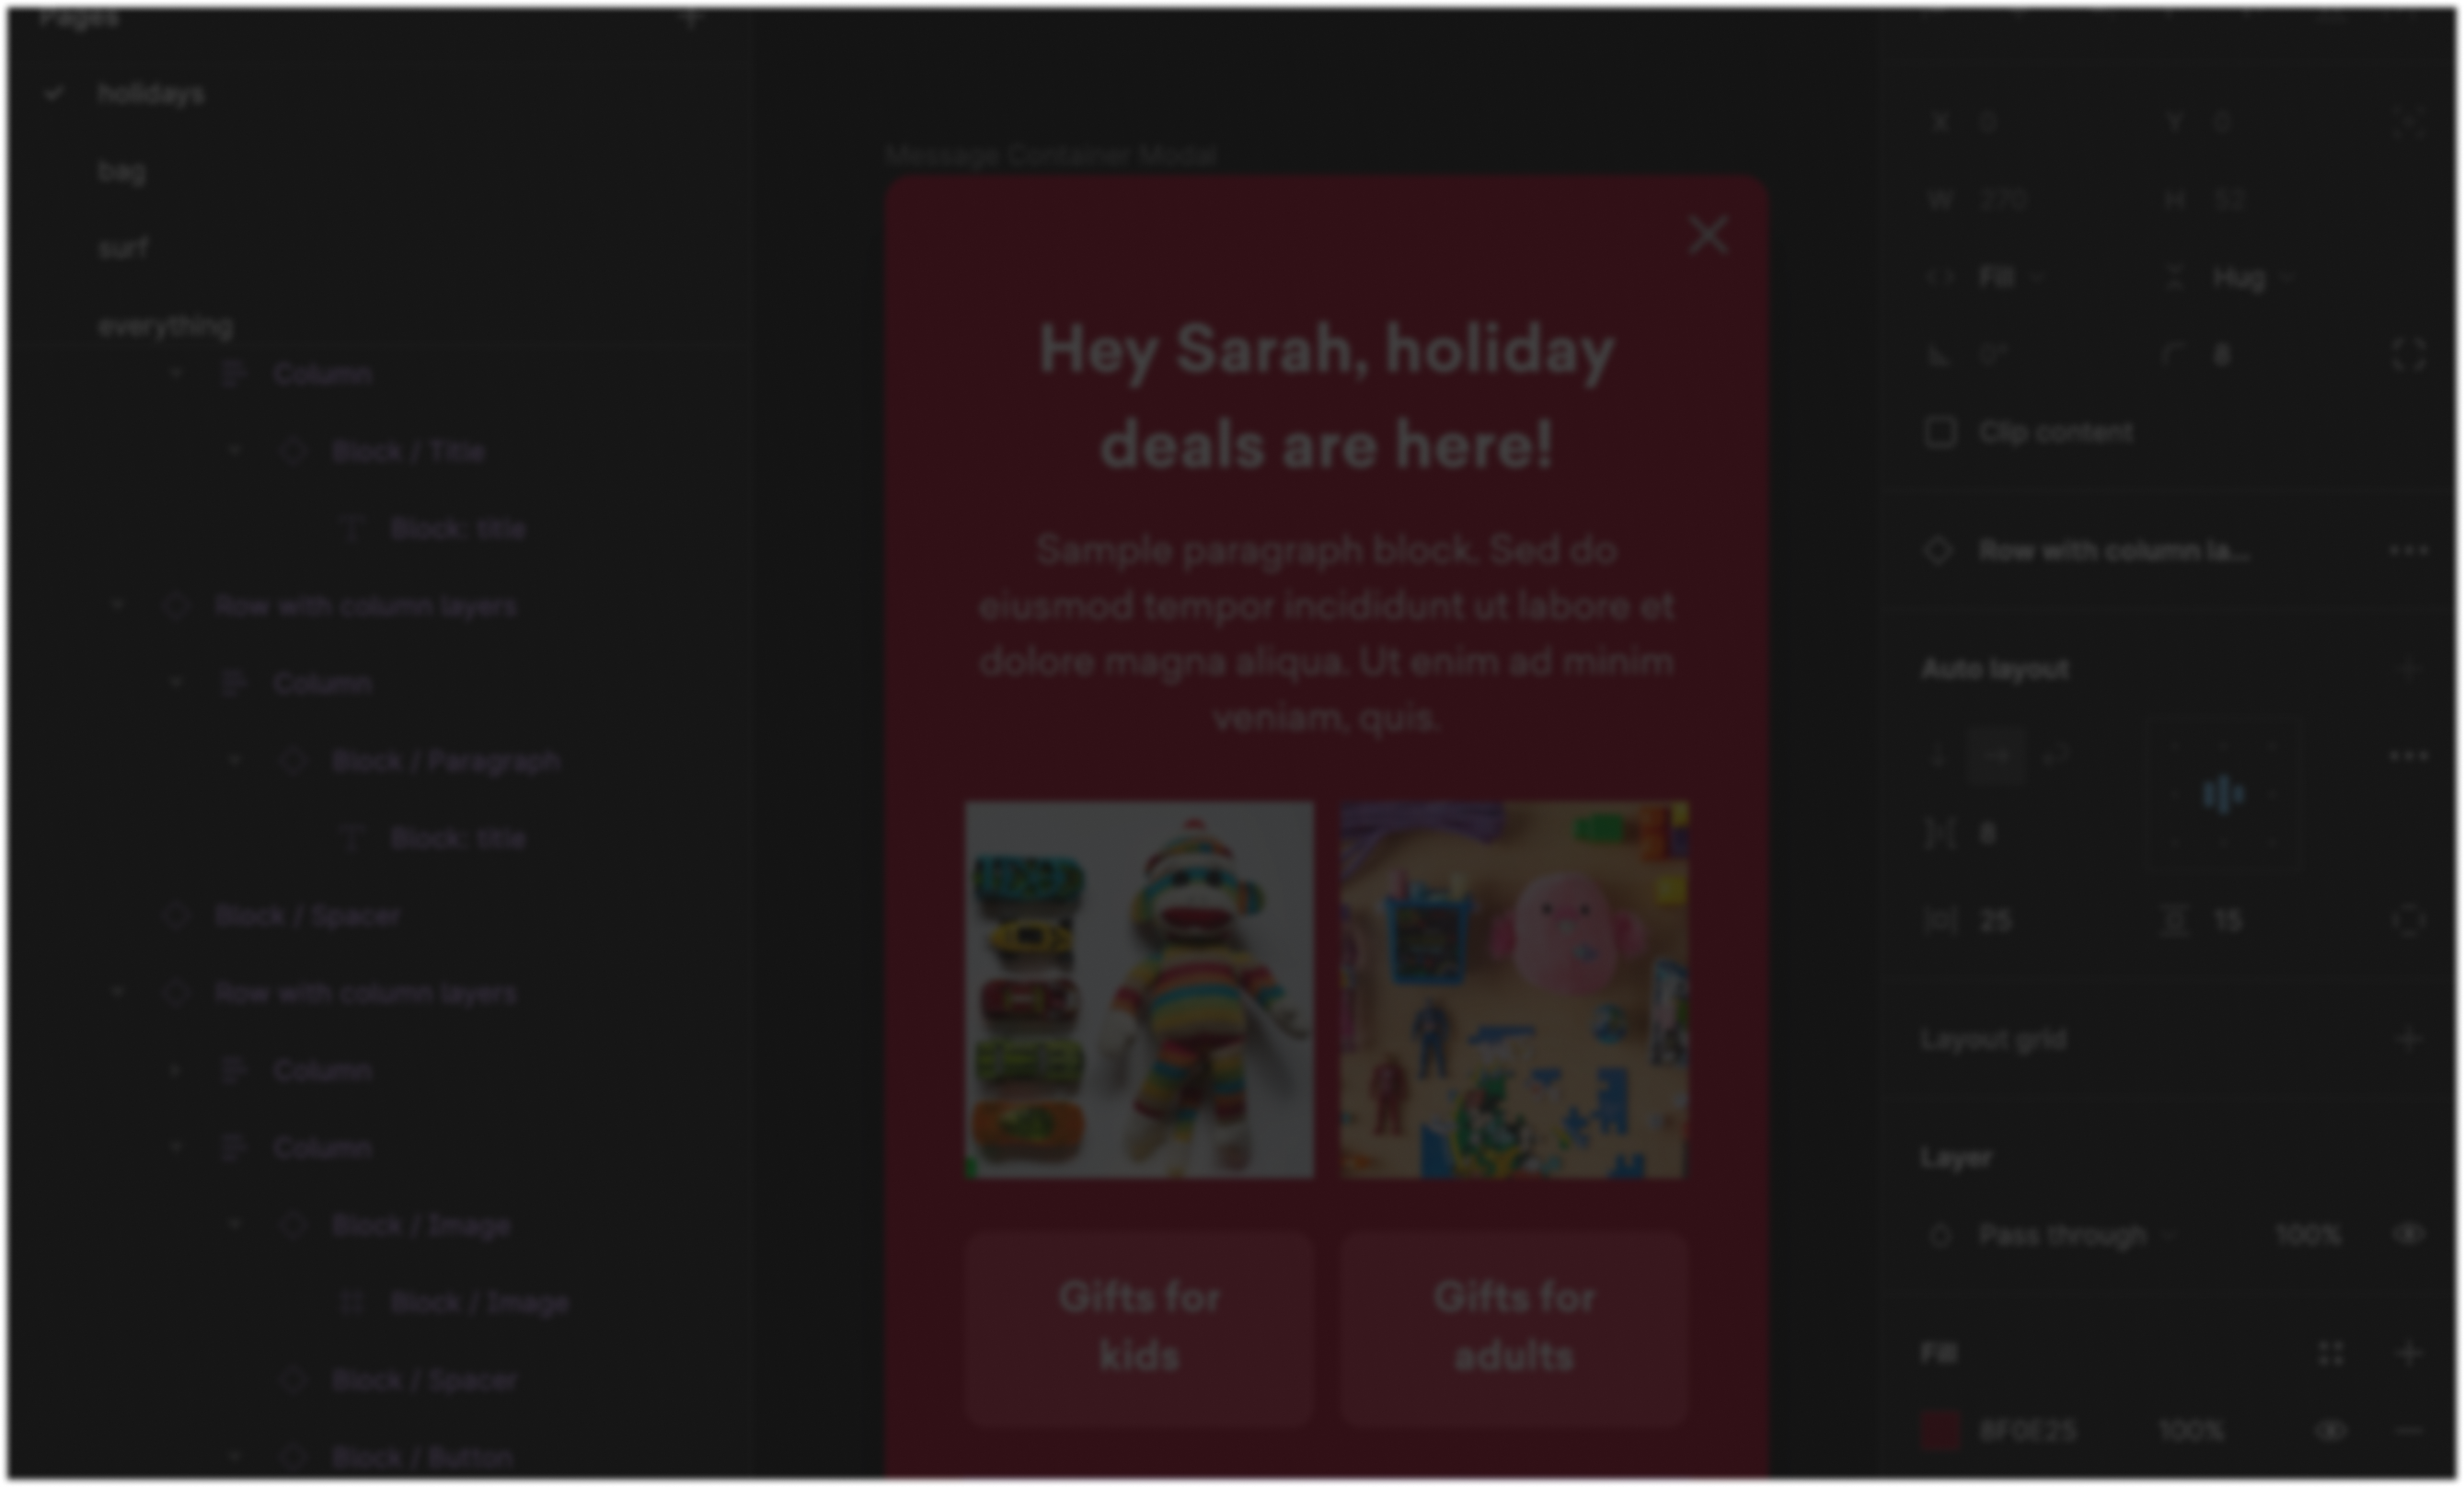 Pages
holidays
bag
surf
everything
Column
Block / Title
Block: title
Row with column layers
Column
Block / Paragraph
Block: title
Block / Spacer
Row with column layers
Column
Column
Block / Image
Block / Image
Block / Spacer
Block / Button
Message Container Modal
Hey Sarah, holiday
deals are here!
Sample paragraph block. Sed do
eiusmod tempor incididunt ut labore et
dolore magna aliqua. Ut enim ad minim
veniam, quis.
Gifts for
kids
Gifts for
adults
X 0 Y 0
W 270 H 52
Fill Hug
0° 8
Clip content
Row with column la...
Auto layout
8
25 15
Layout grid
Layer
Pass through 100%
Fill
8F0E25 100%